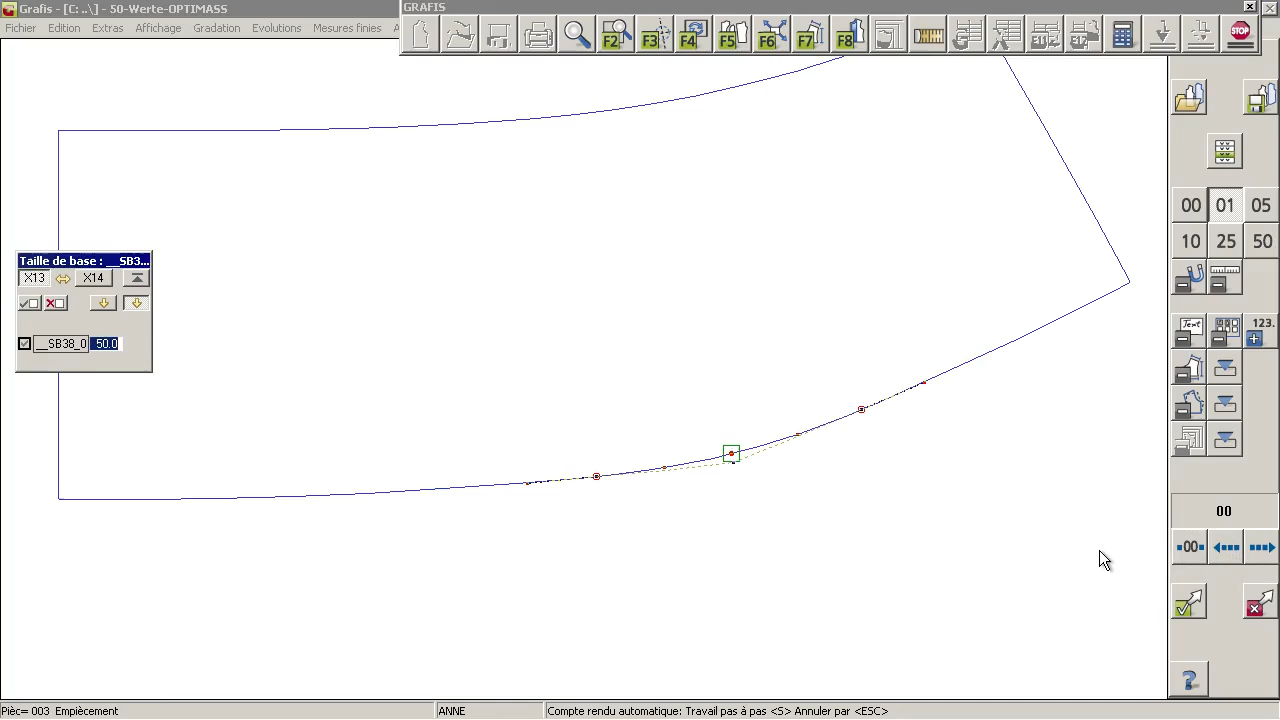 Grafis - [C: ..\] - 50-Werte-OPTIMASS
GRAFIS
Fichier Edition Extras Affichage Gradation Evolutions Mesures finies
F2 F3 F4 F5 F6 F7 F8 STOP
Taille de base : __SB3...
X13 X14
__SB38_0 50.0
00 01 05
10 25 50
Text 123.
00
00
?
Pièc= 003 Empiècement ANNE Compte rendu automatique: Travail pas à pas <S> Annuler par <ESC>